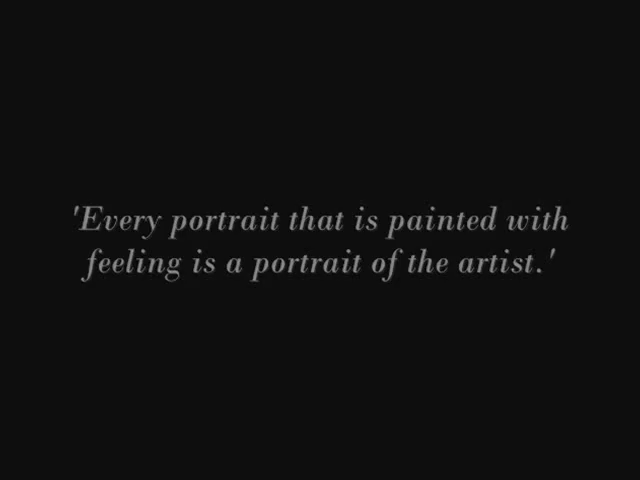 'Every portrait that is painted with
feeling is a portrait of the artist.'